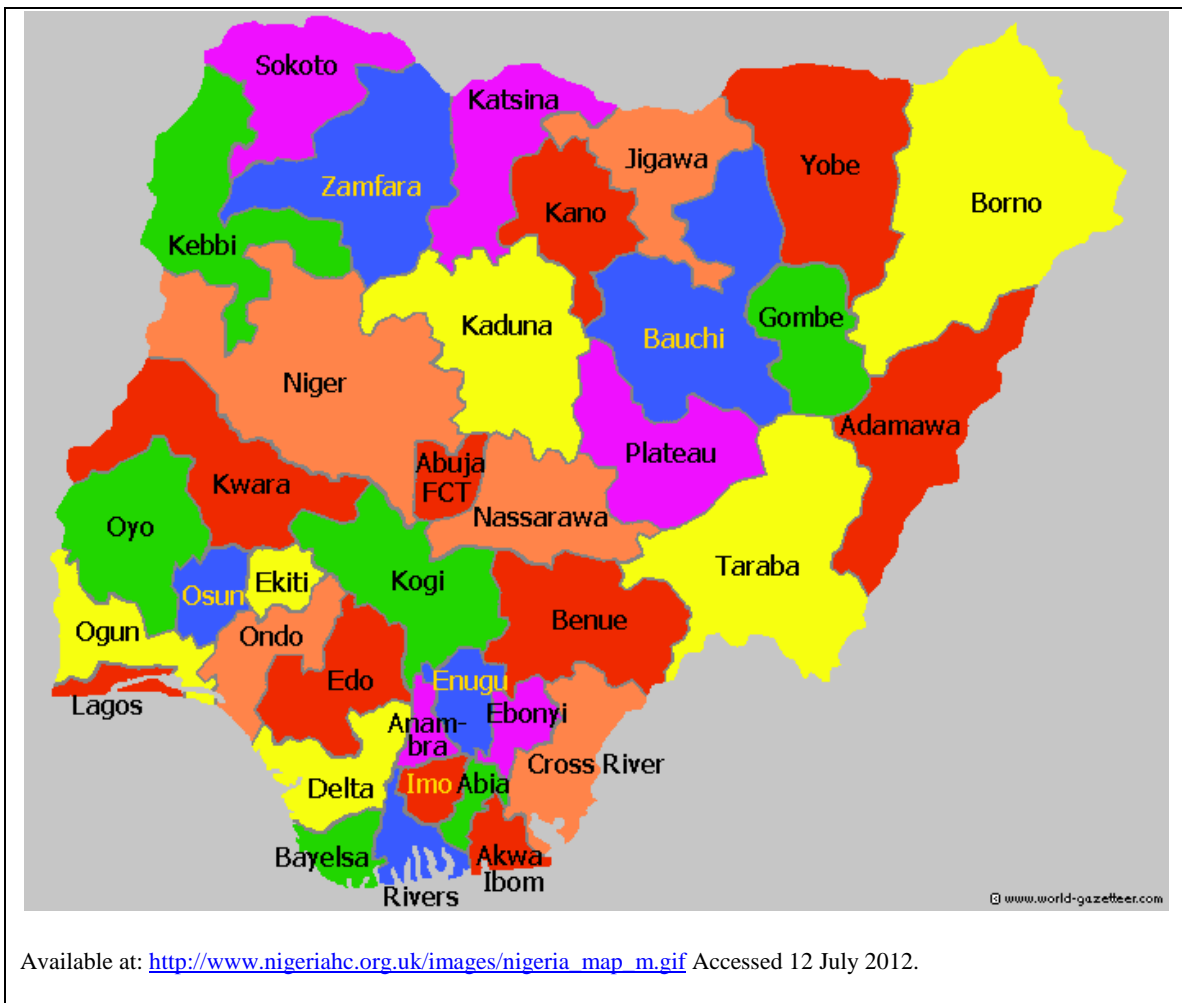 Sokoto
Katsina
Jigawa
Yobe
Zamfara
Borno
Kano
Kebbi
Gombe
Kaduna
Bauchi
Niger
Adamawa
Plateau
Abuja
FCT
Kwara
Nassarawa
Oyo
Taraba
Kogi
Ekiti
Osun
Benue
Ogun
Ondo
Edo
Enugu
Lagos
Ebonyi
Anam-
bra
Cross River
Imo
Abia
Delta
Bayelsa
Akwa
Ibom
Rivers
© www.world-gazetteer.com
Available at: http://www.nigeriahc.org.uk/images/nigeria_map_m.gif Accessed 12 July 2012.